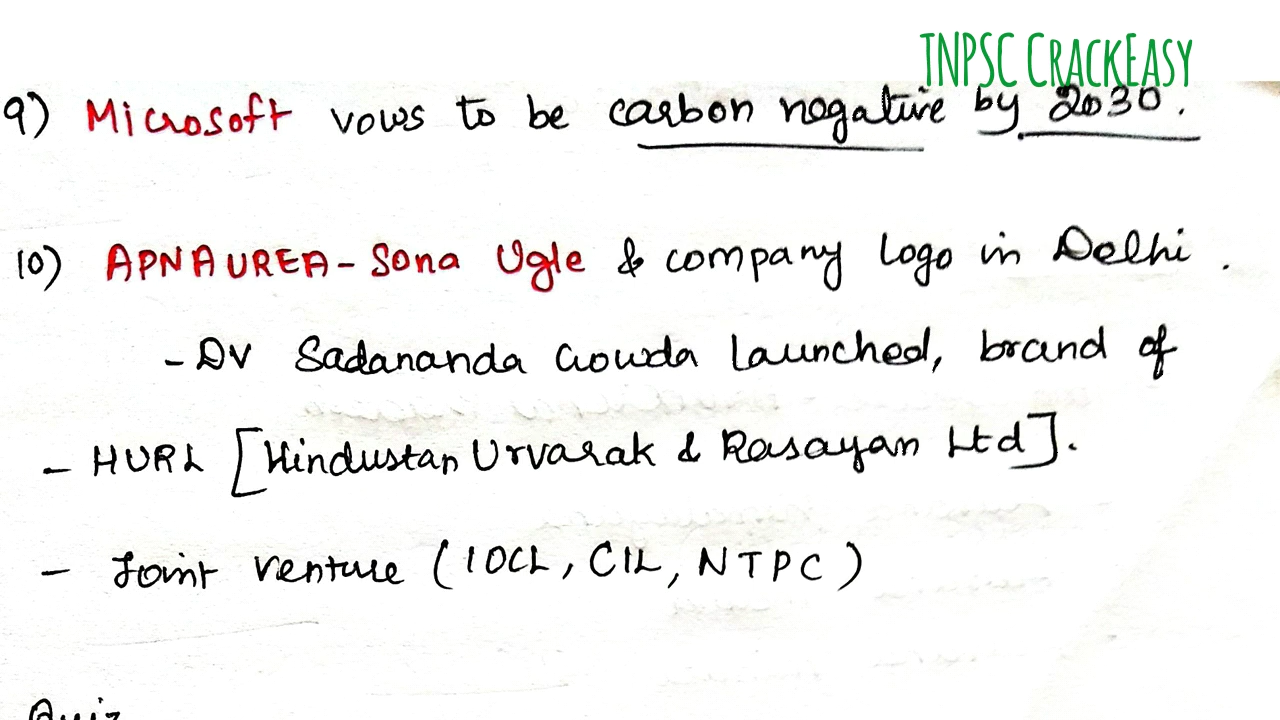 TNPSC CRACKEASY
9) Microsoft vows to be carbon negative by 2030.
10) APNAUREA - Sona Ugle & company Logo in Delhi.
- DV Sadananda Gowda Launched, brand of
- HURL [Hindustan Urvarak & Rasayan Ltd].
- Joint Venture (IOCL, CIL, NTPC)
Quiz